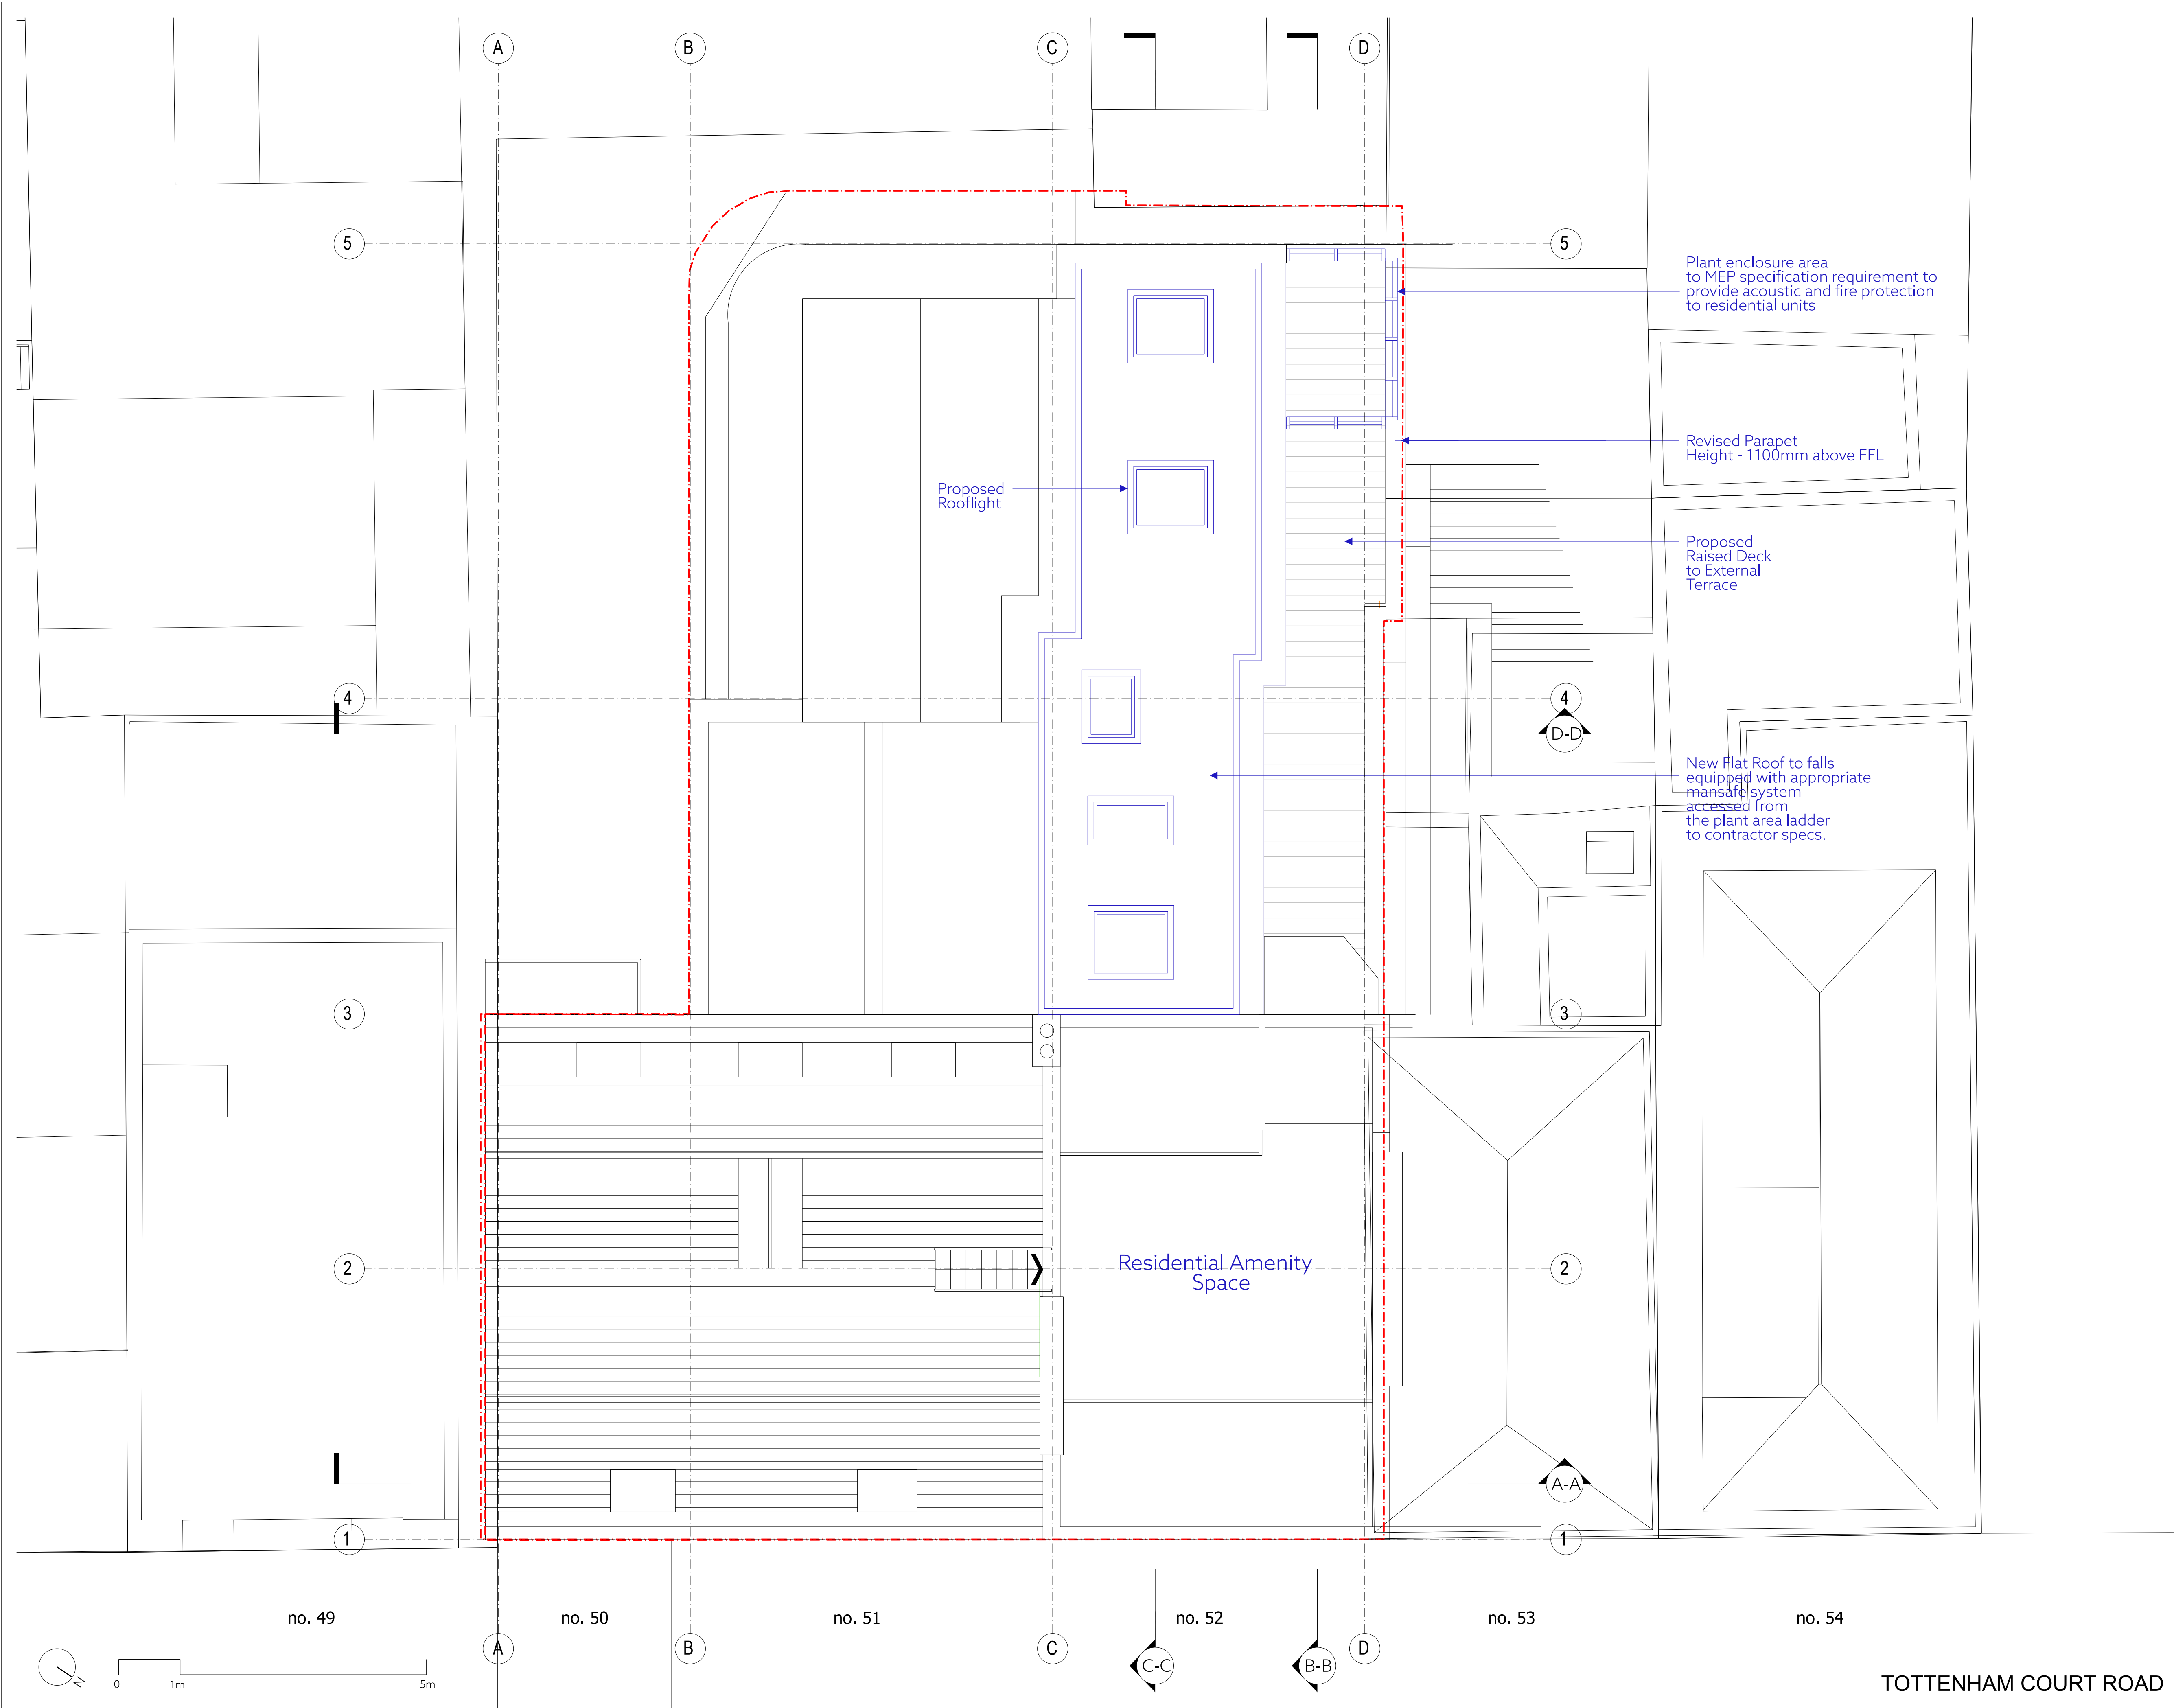 A
B
C
D
5
5
Plant enclosure area
to MEP specification requirement to
provide acoustic and fire protection
to residential units
Revised Parapet
Height - 1100mm above FFL
Proposed
Rooflight
Proposed
Raised Deck
to External
Terrace
4
4
D-D
New Flat Roof to falls
equipped with appropriate
mansafe system
accessed from
the plant area ladder
to contractor specs.
3
3
2
Residential Amenity
Space
2
A-A
1
1
no. 49
no. 50
no. 51
no. 52
no. 53
no. 54
A
B
C
D
C-C
B-B
N
0
1m
5m
TOTTENHAM COURT ROAD